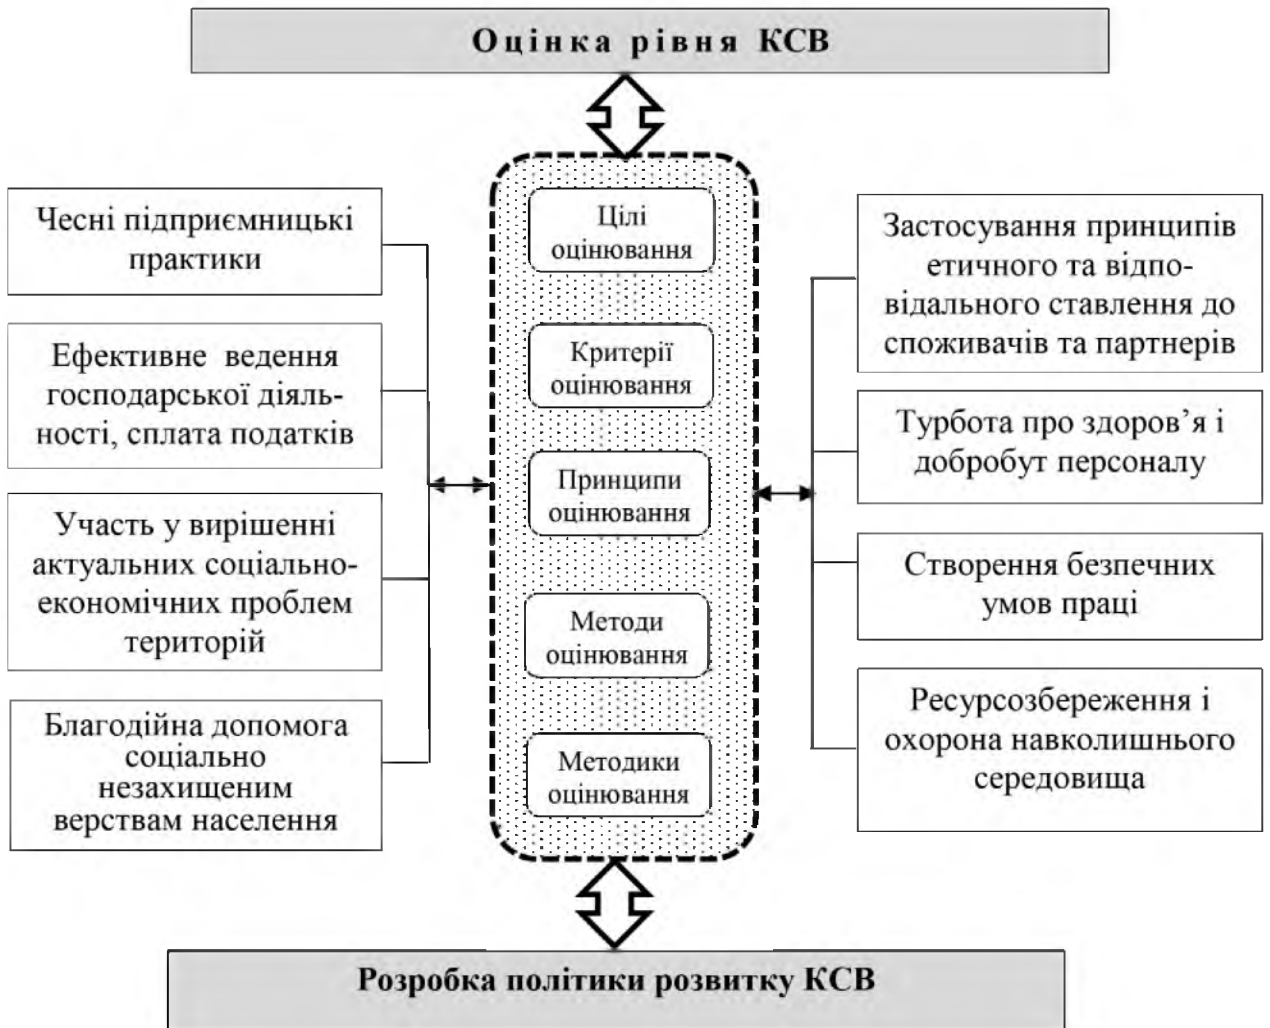 Оцінка рівня КСВ
Чесні підприємницькі
практики
Ефективне ведення
господарської діяль-
ності, сплата податків
Участь у вирішенні
актуальних соціально-
економічних проблем
територій
Благодійна допомога
соціально
незахищеним
верствам населення
Цілі
оцінювання
Критерії
оцінювання
Принципи
оцінювання
Методи
оцінювання
Методики
оцінювання
Застосування принципів
етичного та відпо-
відального ставлення до
споживачів та партнерів
Турбота про здоров’я і
добробут персоналу
Створення безпечних
умов праці
Ресурсозбереження і
охорона навколишнього
середовища
Розробка політики розвитку КСВ